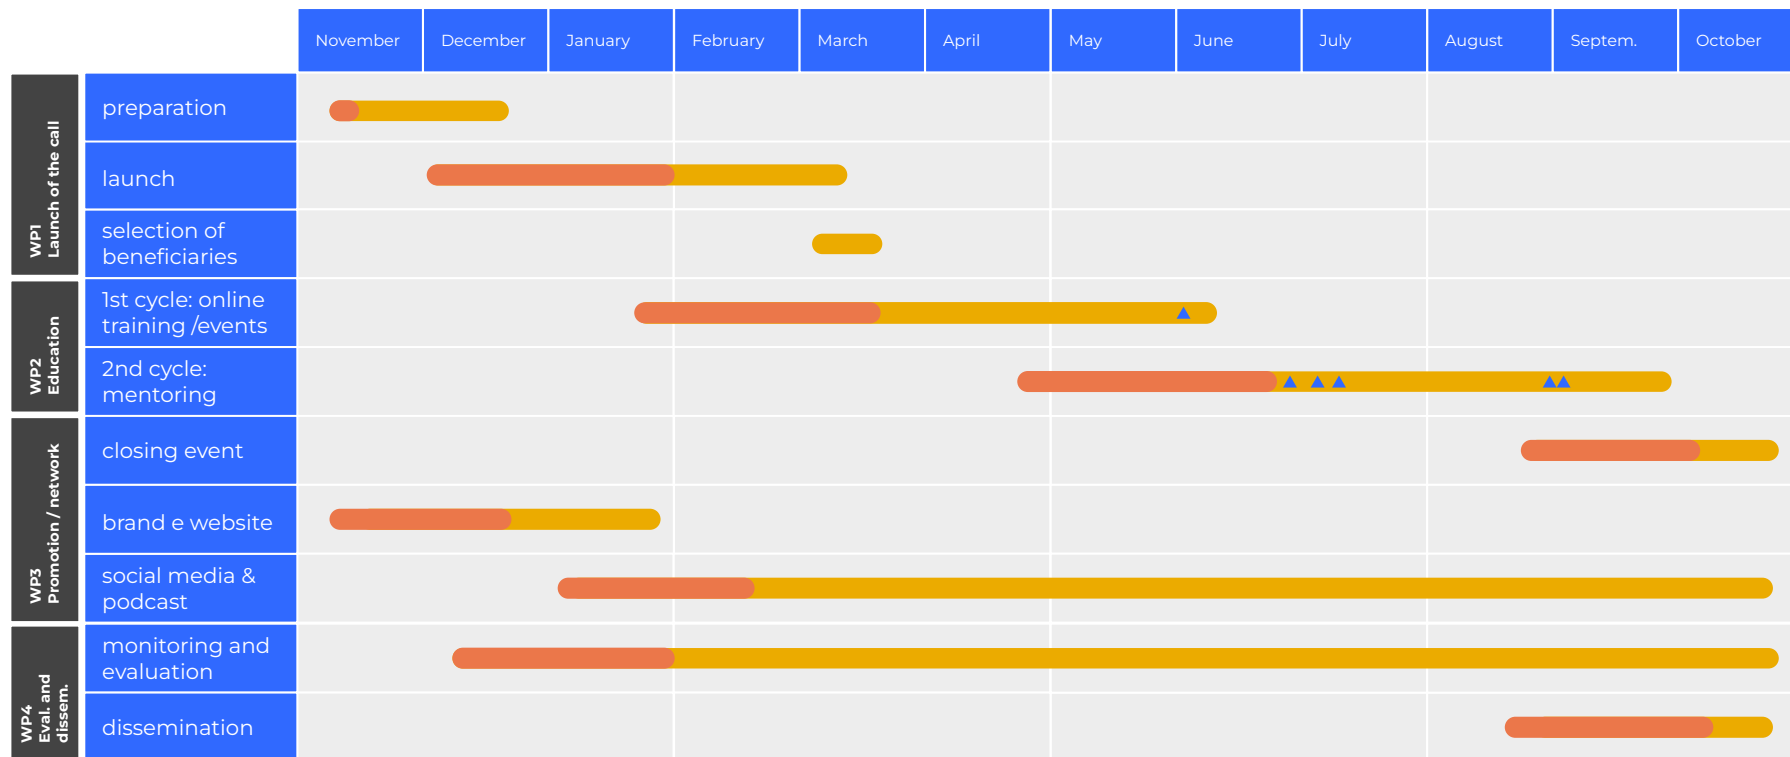 November December January February March April May June July August Septem. October
WP1
Launch of the call
preparation
launch
selection of
beneficiaries
WP2
Education
1st cycle: online
training /events
2nd cycle:
mentoring
WP3
Promotion / network
closing event
brand e website
social media &
podcast
WP4
Eval. and
dissem.
monitoring and
evaluation
dissemination